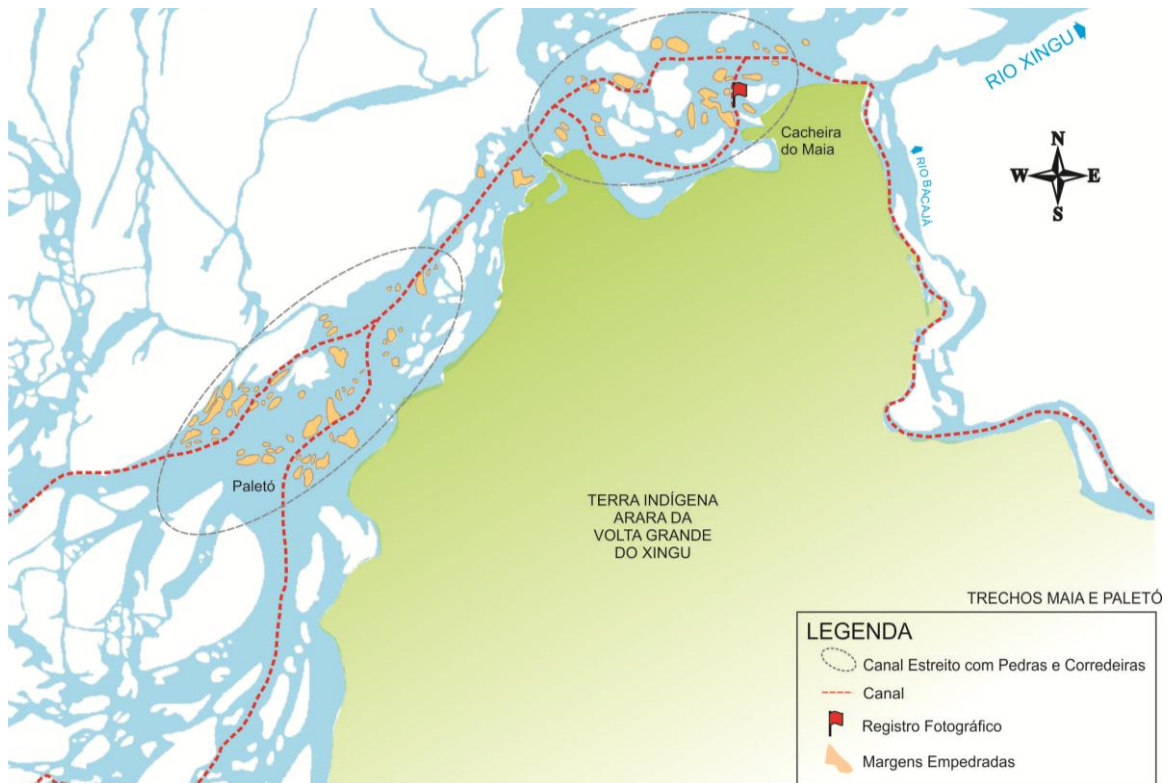 RIO XINGU
Cacheira
do Maia
RIO BACAJÁ
N
W
E
S
Paletó
TERRA INDÍGENA
ARARA DA
VOLTA GRANDE
DO XINGU
TRECHOS MAIA E PALETÓ
LEGENDA
Canal Estreito com Pedras e Corredeiras
Canal
Registro Fotográfico
Margens Empedradas